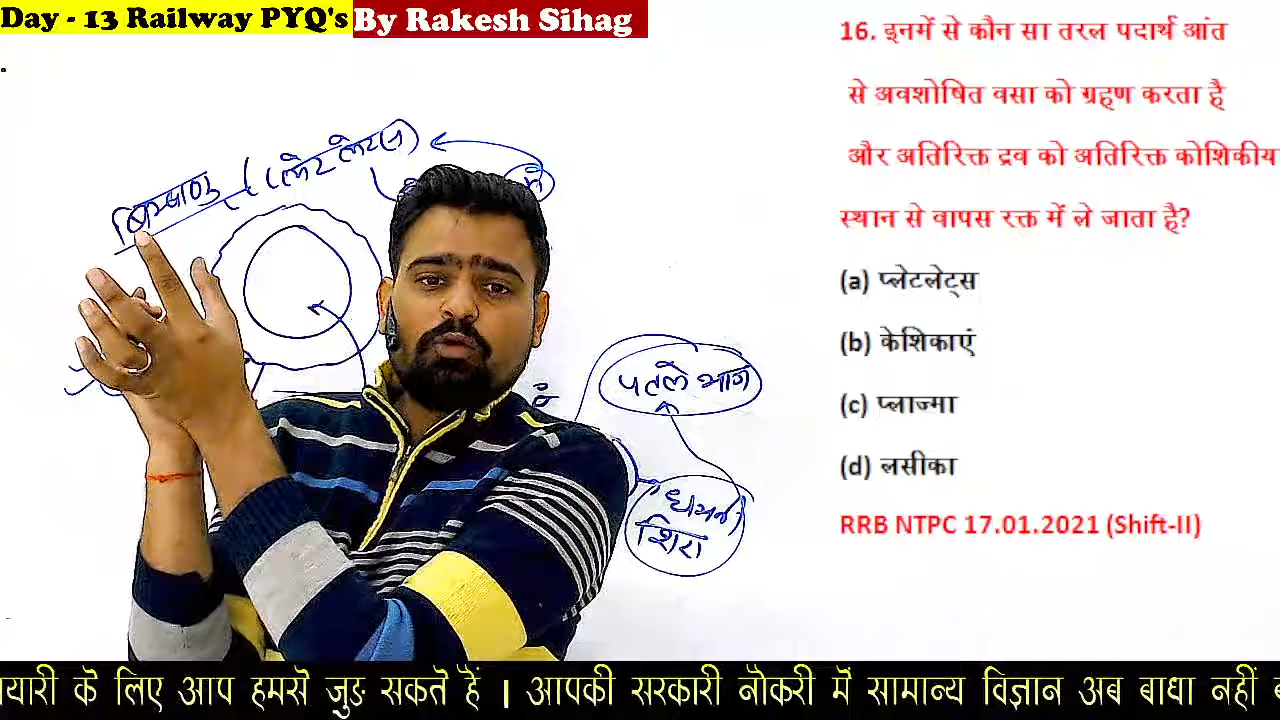 Day - 13 Railway PYQ's By Rakesh Sihag
16. इनमें से कौन सा तरल पदार्थ आंत
से अवशोषित वसा को ग्रहण करता है
और अतिरिक्त द्रव को अतिरिक्त कोशिकीय
स्थान से वापस रक्त में ले जाता है?
(a) प्लेटलेट्स
(b) केशिकाएं
(c) प्लाज्मा
(d) लसीका
RRB NTPC 17.01.2021 (Shift-II)
बिम्बाणु (प्लेटलेट्स)
पतले भाग
धमनी
शिरा
यारी के लिए आप हमसे जुड़ सकते हैं । आपकी सरकारी नौकरी में सामान्य विज्ञान अब बाधा नहीं